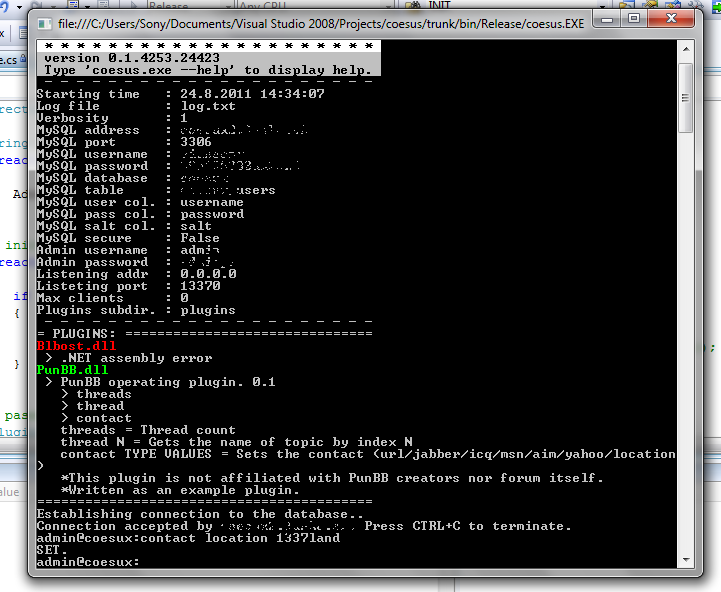 Release
Any CPU
INIT
file:///C:/Users/Sony/Documents/Visual Studio 2008/Projects/coesus/trunk/bin/Release/coesus.EXE
* * * * * * * * * * * * * * * * * * * * *
version 0.1.4253.24423
Type 'coesus.exe --help' to display help.
- - - - - - - - - - - - - - - - - - - - -
Starting time : 24.8.2011 14:34:07
Log file : log.txt
Verbosity : 1
MySQL address :
MySQL port : 3306
MySQL username :
MySQL password :
MySQL database :
MySQL table : users
MySQL user col. : username
MySQL pass col. : password
MySQL salt col. : salt
MySQL secure : False
Admin username :
Admin password :
Listening addr : 0.0.0.0
Listeting port : 13370
Max clients : 0
Plugins subdir. : plugins
- - - - - - - - - - - - - - - - - - - - -
= PLUGINS: ===============================
Blbost.dll
> .NET assembly error
PunBB.dll
> PunBB operating plugin. 0.1
> threads
> thread
> contact
threads = Thread count
thread N = Gets the name of topic by index N
contact TYPE VALUES = Sets the contact (url/jabber/icq/msn/aim/yahoo/location
)
*This plugin is not affiliated with PunBB creators nor forum itself.
*Written as an example plugin.
==========================================
Establishing connection to the database..
Connection accepted by . Press CTRL+C to terminate.
admin@coesux:contact location 1337land
SET.
admin@coesux: